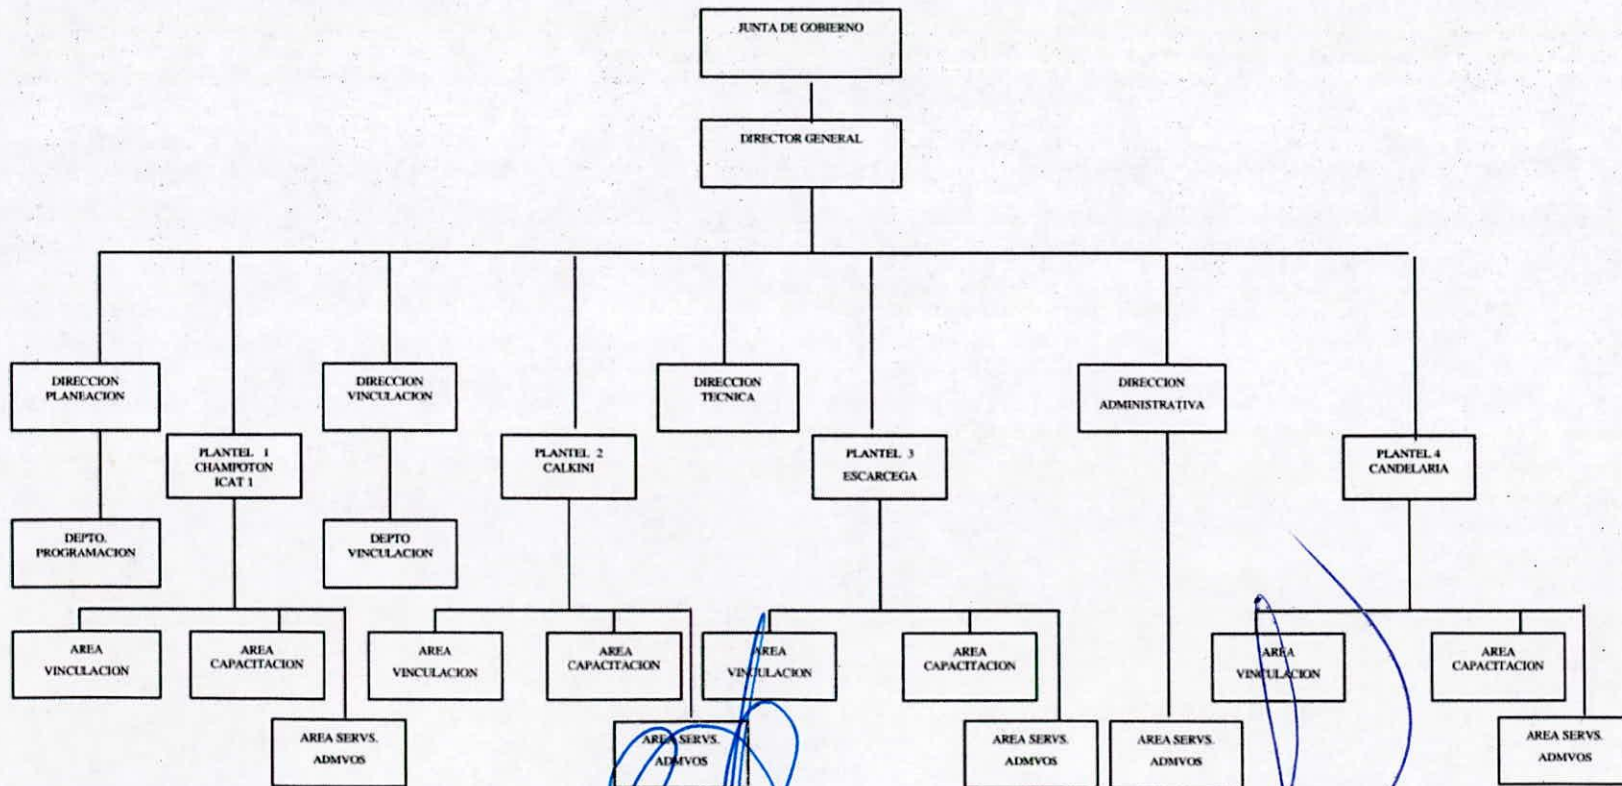 JUNTA DE GOBIERNO
DIRECTOR GENERAL
DIRECCION
PLANEACION
DIRECCION
VINCULACION
DIRECCION
TECNICA
DIRECCION
ADMINISTRATIVA
PLANTEL 1
CHAMPOTON
ICAT 1
PLANTEL 2
CALKINI
PLANTEL 3
ESCARCEGA
PLANTEL 4
CANDELARIA
DEPTO.
PROGRAMACION
DEPTO
VINCULACION
AREA
VINCULACION
AREA
CAPACITACION
AREA
VINCULACION
AREA
CAPACITACION
AREA
VINCULACION
AREA
CAPACITACION
AREA
VINCULACION
AREA
CAPACITACION
AREA SERVS.
ADMVOS
AREA SERVS.
ADMVOS
AREA SERVS.
ADMVOS
AREA SERVS.
ADMVOS
AREA SERVS.
ADMVOS